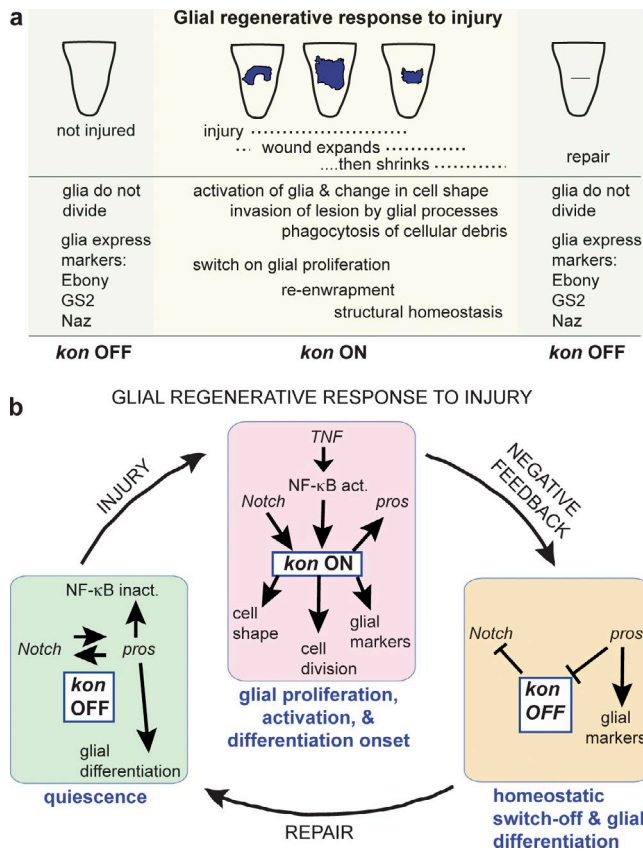 a
Glial regenerative response to injury
not injured
injury
wound expands
....then shrinks
repair
glia do not
divide
glia express
markers:
Ebony
GS2
Naz
activation of glia & change in cell shape
invasion of lesion by glial processes
phagocytosis of cellular debris
switch on glial proliferation
re-enwrapment
structural homeostasis
glia do not
divide
glia express
markers:
Ebony
GS2
Naz
kon OFF
kon ON
kon OFF
b
GLIAL REGENERATIVE RESPONSE TO INJURY
INJURY
TNF
NF-κB act.
Notch
pros
kon ON
cell
shape
cell
division
glial
markers
glial proliferation,
activation, &
differentiation onset
NEGATIVE
FEEDBACK
NF-κB inact.
Notch
pros
kon
OFF
glial
differentiation
quiescence
Notch
pros
kon
OFF
glial
markers
homeostatic
switch-off & glial
differentiation
REPAIR